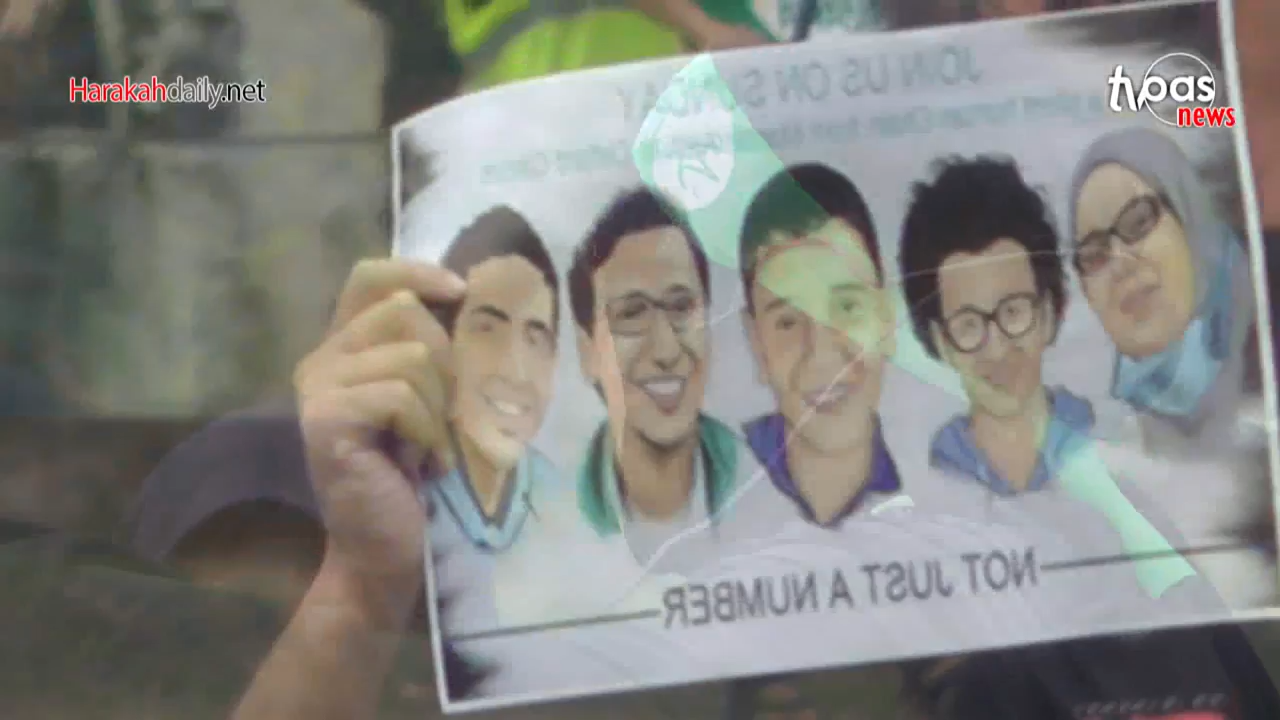 Harakahdaily.net
tvpas
news
JOIN US ON SUNDAY
NOT JUST A NUMBER